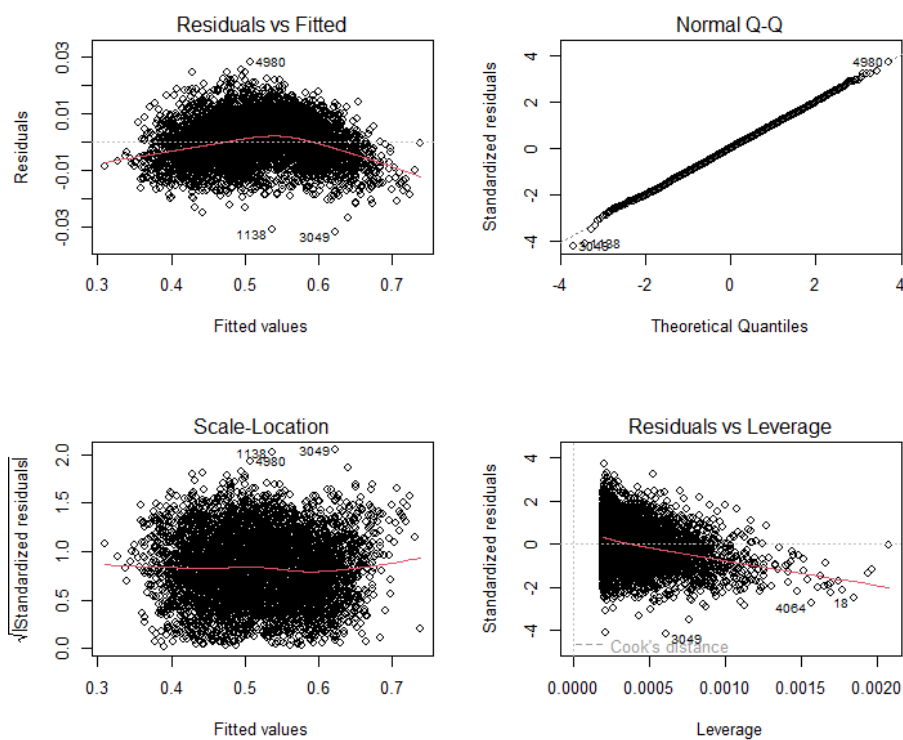 Residuals vs Fitted
Residuals
0.03
0.01
-0.01
-0.03
4980
1138
3049
0.3 0.4 0.5 0.6 0.7
Fitted values
Normal Q-Q
Standardized residuals
4
2
0
-2
-4
4980
1138
3049
-4 -2 0 2 4
Theoretical Quantiles
Scale-Location
√|Standardized residuals|
2.0
1.5
1.0
0.5
0.0
1138
4980
3049
0.3 0.4 0.5 0.6 0.7
Fitted values
Residuals vs Leverage
Standardized residuals
4
2
0
-2
-4
4064
18
3049
Cook's distance
0.0000 0.0005 0.0010 0.0015 0.0020
Leverage